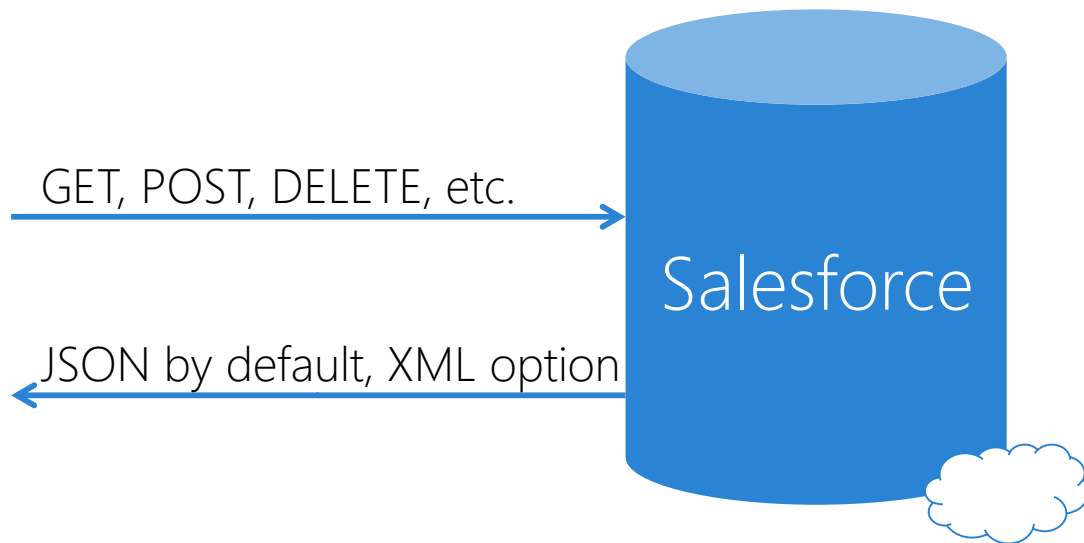 GET, POST, DELETE, etc.
Salesforce
JSON by default, XML option